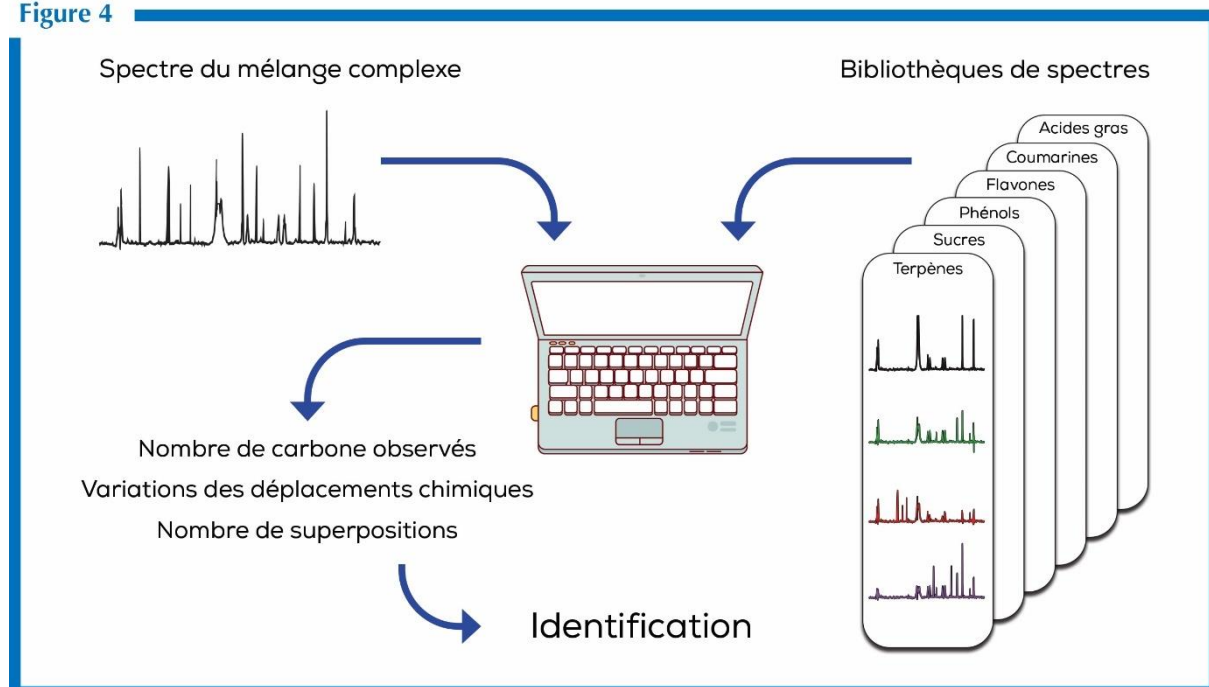 Figure 4
Spectre du mélange complexe
Bibliothèques de spectres
Acides gras
Coumarines
Flavones
Phénols
Sucres
Terpènes
Nombre de carbone observés
Variations des déplacements chimiques
Nombre de superpositions
Identification